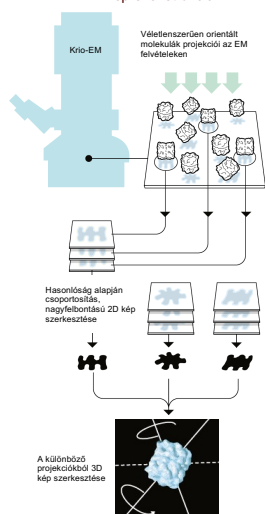 Krio-EM
Véletlenszerűen orientált
molekulák projekciói az EM
felvételeken
Hasonlóság alapján
csoportosítás,
nagyfelbontású 2D kép
szerkesztése
A különböző
projekciókból 3D
kép szerkesztése